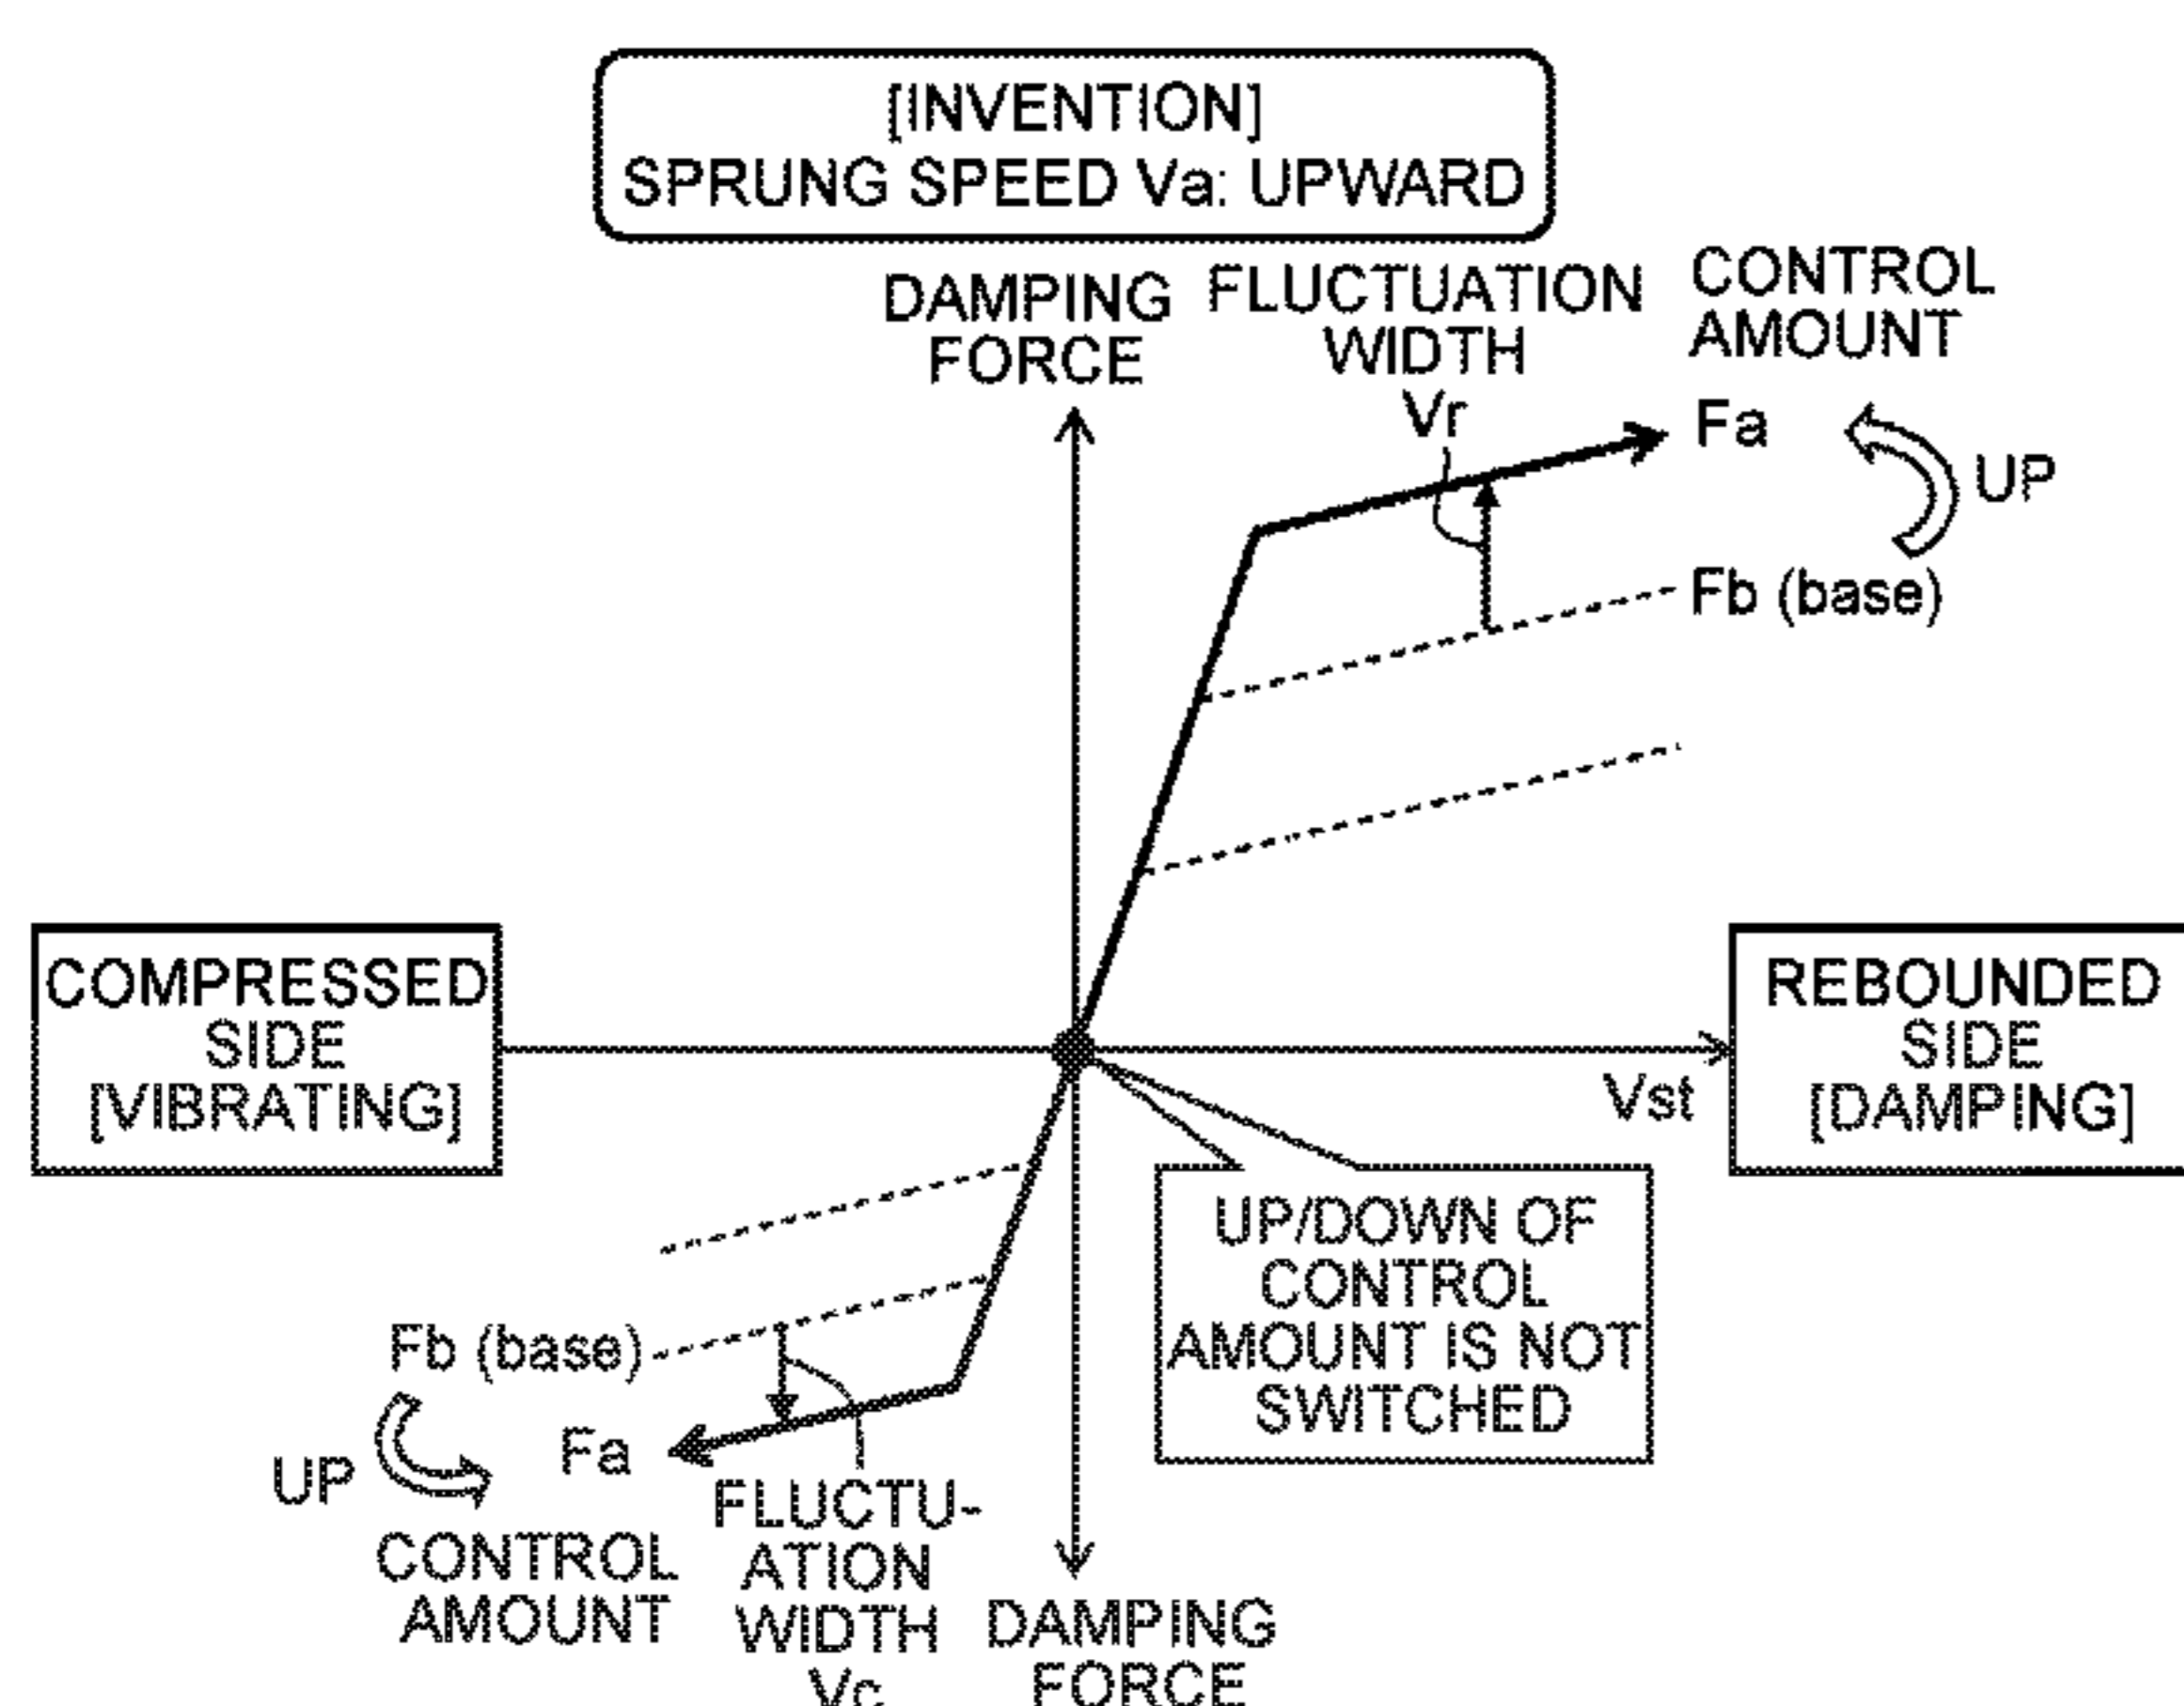 [INVENTION]
SPRUNG SPEED Va: UPWARD
DAMPING
FORCE
FLUCTUATION
WIDTH
Vr
CONTROL
AMOUNT
Fa
UP
Fb (base)
COMPRESSED
SIDE
[VIBRATING]
REBOUNDED
SIDE
[DAMPING]
Vst
UP/DOWN OF
CONTROL
AMOUNT IS NOT
SWITCHED
Fb (base)
Fa
UP
CONTROL
AMOUNT
FLUCTU-
ATION
WIDTH
Vc
DAMPING
FORCE